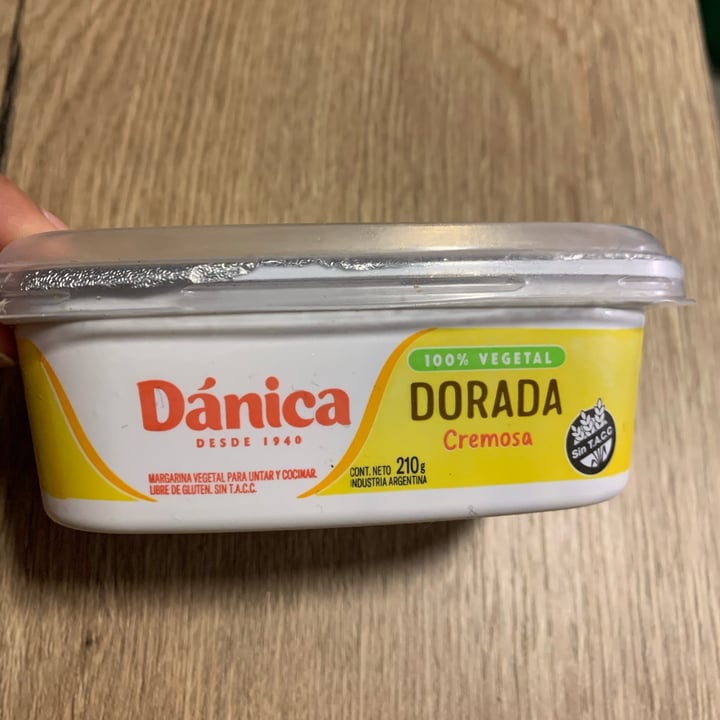 Dánica
DESDE 1940
MARGARINA VEGETAL PARA UNTAR Y COCINAR.
LIBRE DE GLUTEN. SIN T.A.C.C.
100% VEGETAL
DORADA
Cremosa
CONT. NETO 210g
INDUSTRIA ARGENTINA
Sin T.A.C.C.